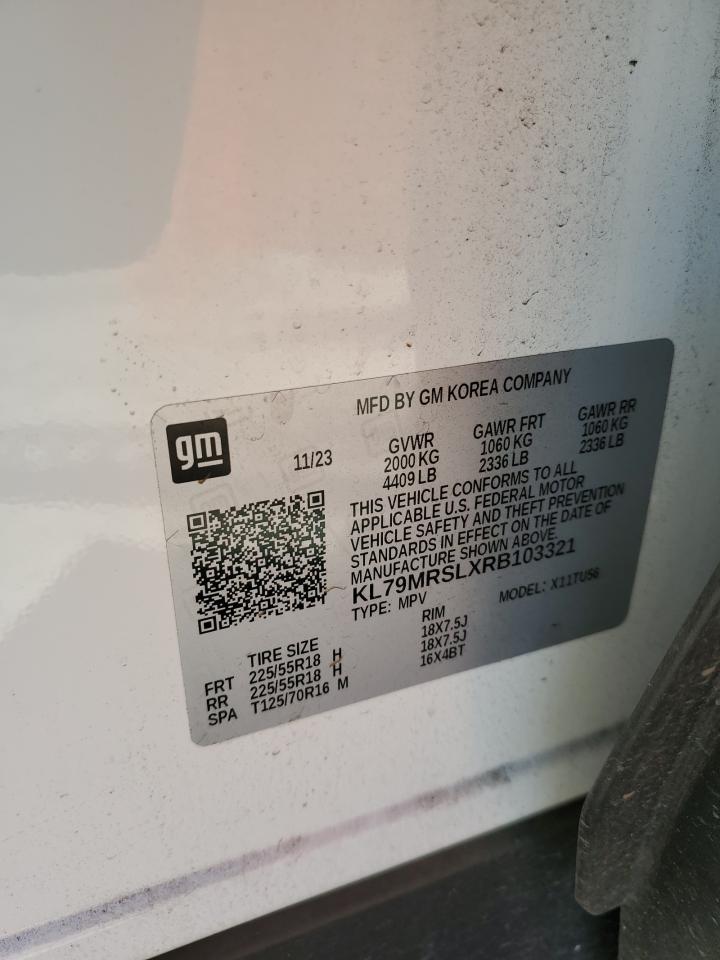 MFD BY GM KOREA COMPANY
gm
11/23
GVWR GAWR FRT GAWR RR
2000 KG 1060 KG 1060 KG
4409 LB 2336 LB 2336 LB
THIS VEHICLE CONFORMS TO ALL
APPLICABLE U.S. FEDERAL MOTOR
VEHICLE SAFETY AND THEFT PREVENTION
STANDARDS IN EFFECT ON THE DATE OF
MANUFACTURE SHOWN ABOVE.
KL79MRSLXRB103321
TYPE: MPV MODEL: X11TU56
TIRE SIZE RIM
FRT 225/55R18 H 18X7.5J
RR 225/55R18 H 18X7.5J
SPA T125/70R16 M 16X4BT